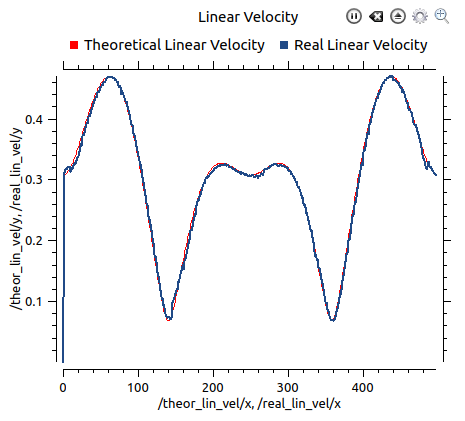 Linear Velocity
Theoretical Linear Velocity Real Linear Velocity
/theor_lin_vel/y, /real_lin_vel/y
0.4
0.3
0.2
0.1
0 100 200 300 400
/theor_lin_vel/x, /real_lin_vel/x